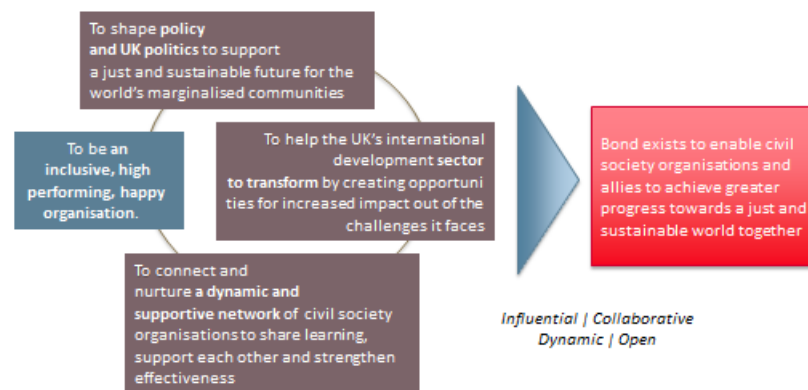 To shape policy
and UK politics to support
a just and sustainable future for the
world's marginalised communities
To be an
inclusive, high
performing, happy
organisation.
To help the UK's international
development sector
to transform by creating opportuni
ties for increased impact out of the
challenges it faces
To connect and
nurture a dynamic and
supportive network of civil society
organisations to share learning,
support each other and strengthen
effectiveness
Bond exists to enable civil
society organisations and
allies to achieve greater
progress towards a just and
sustainable world together
Influential | Collaborative
Dynamic | Open